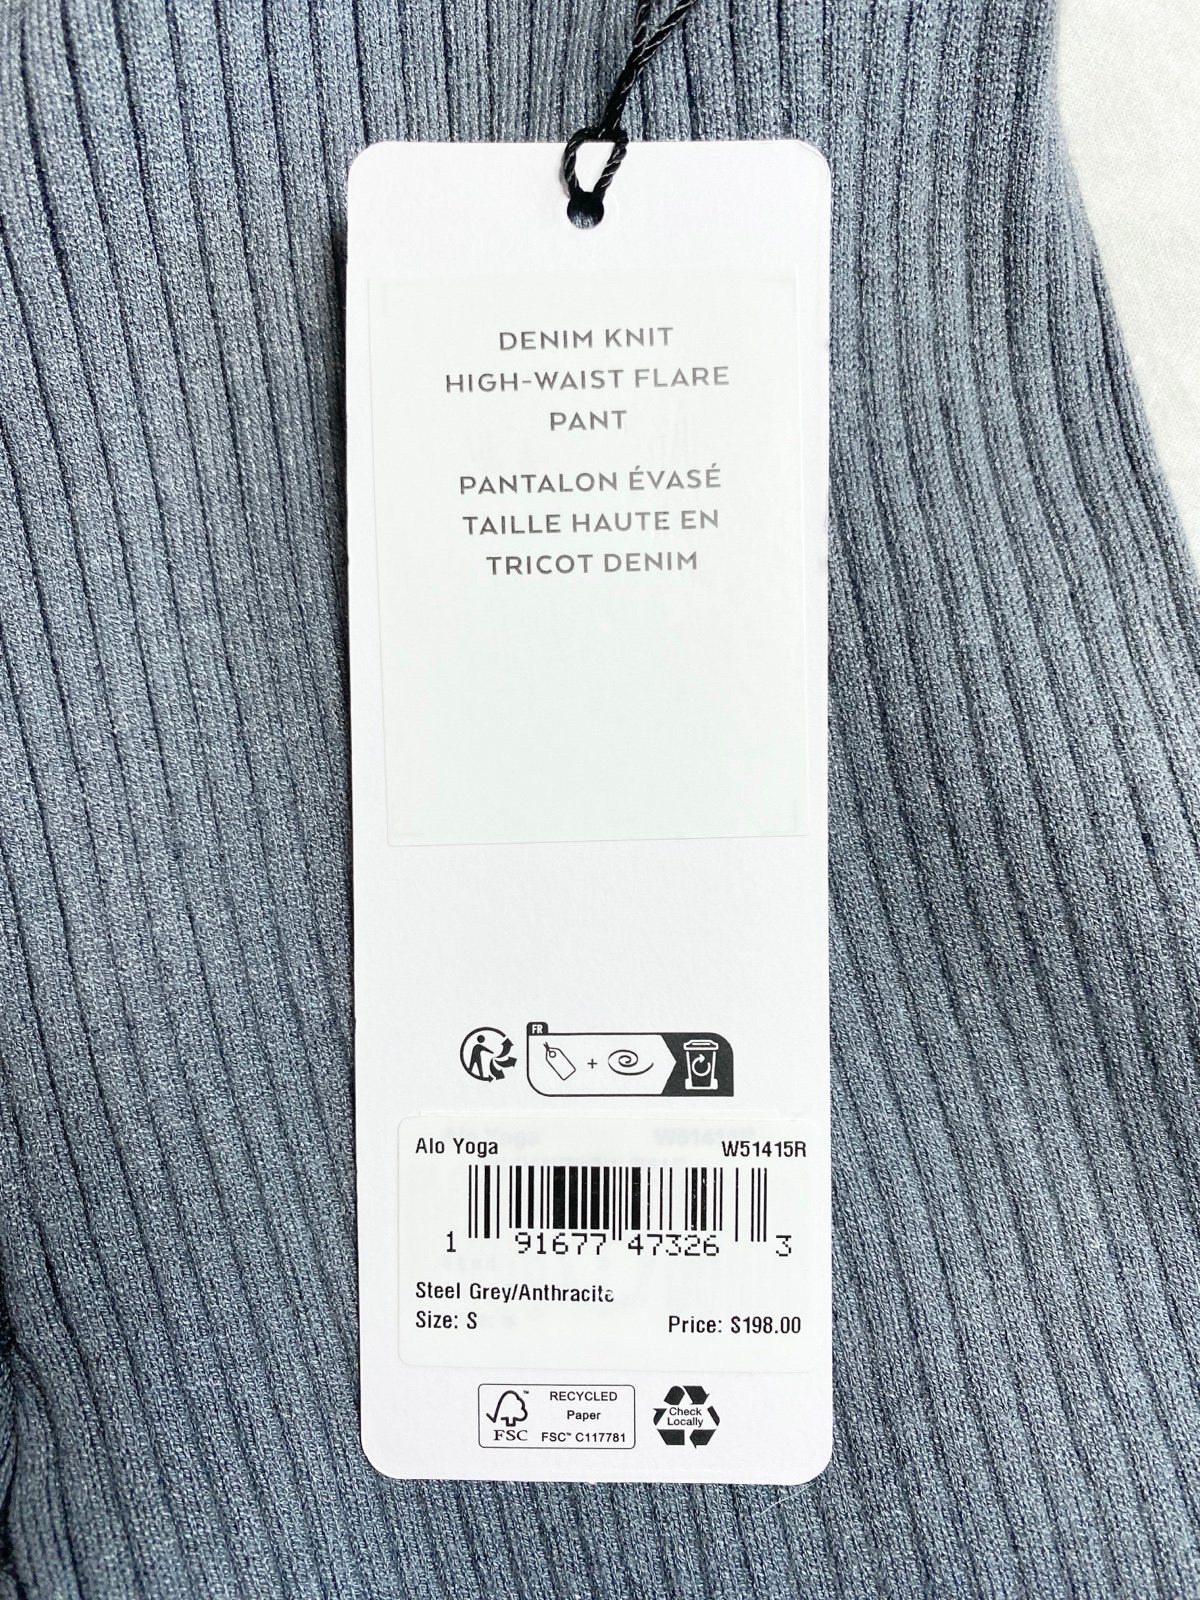 DENIM KNIT
HIGH-WAIST FLARE
PANT
PANTALON ÉVASÉ
TAILLE HAUTE EN
TRICOT DENIM
FR
+
Alo Yoga W51415R
1 91677 47326 3
Steel Grey/Anthracite
Size: S Price: $198.00
RECYCLED
Paper
FSC™ C117781
FSC™
Check
Locally